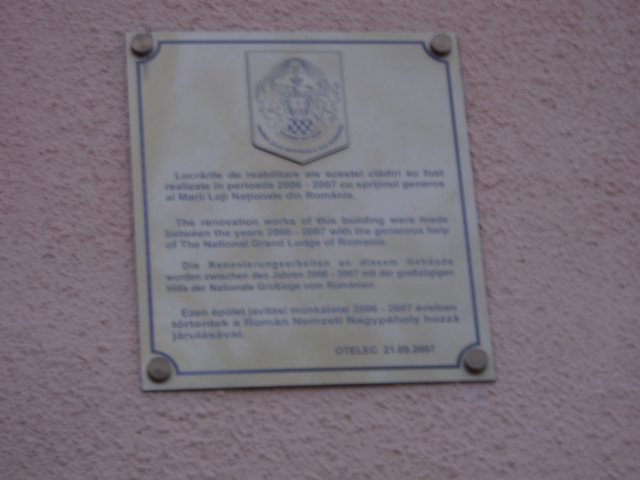 Lucrările de reabilitare ale acestei clădiri au fost
realizate în perioada 2006 - 2007 cu sprijinul generos
al Marii Loji Naționale din România.
The renovation works of this building were made
between the years 2006 - 2007 with the generous help
of The National Grand Lodge of Romania.
Die Renovierungsarbeiten an diesem Gebäude
wurden zwischen den Jahren 2006 - 2007 mit der großzügigen
Hilfe der Nationale Großloge vom Rumänien.
Ezen épület javítási munkálatai 2006 - 2007 éveiben
történtek a Román Nemzeti Nagypáholy hozzá
járulásával.
OTELEC 21.09.2007